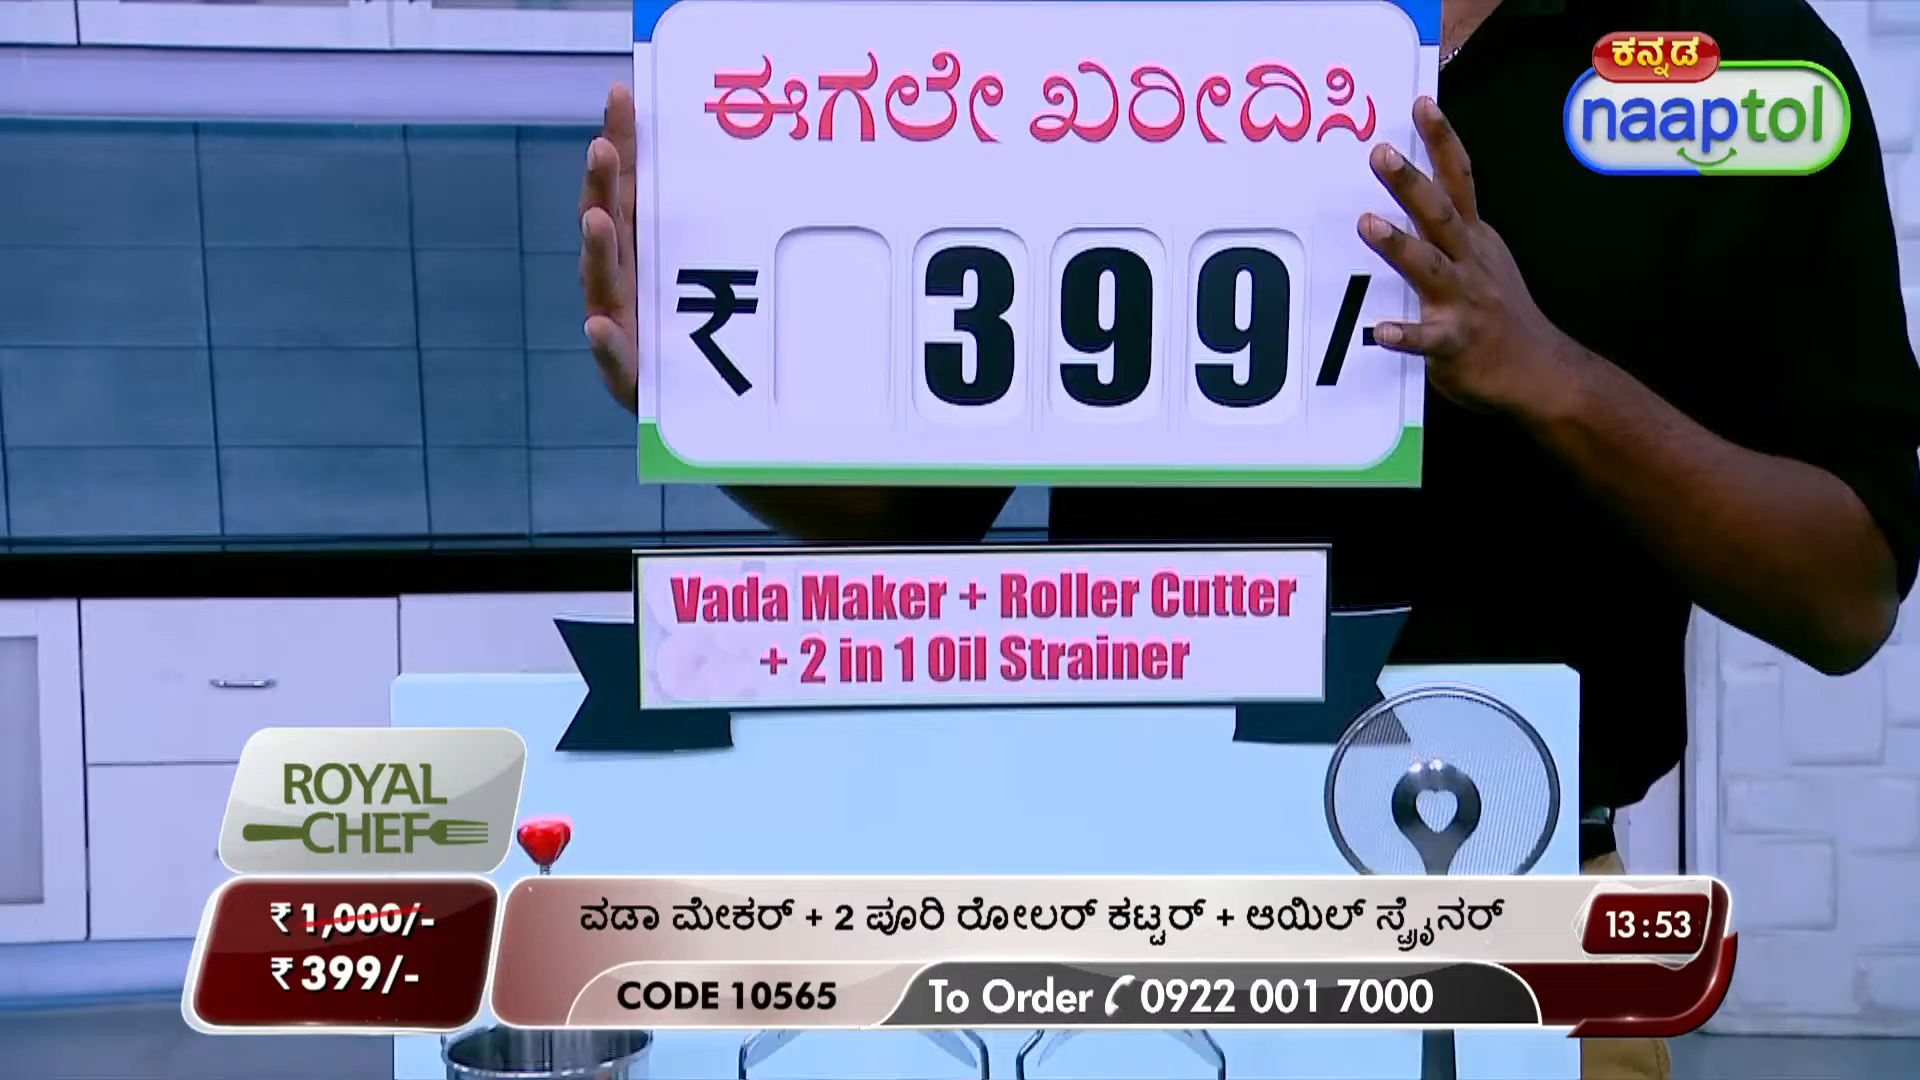 ಈಗಲೇ ಖರೀದಿಸಿ
₹ 399/-
ಕನ್ನಡ
naaptol
Vada Maker + Roller Cutter
+ 2 in 1 Oil Strainer
ROYAL
CHEF
₹ 1,000/-
₹ 399/-
ವಡಾ ಮೇಕರ್ + 2 ಪೂರಿ ರೋಲರ್ ಕಟ್ಟರ್ + ಆಯಿಲ್ ಸ್ಟ್ರೈನರ್
13:53
CODE 10565
To Order 0922 001 7000